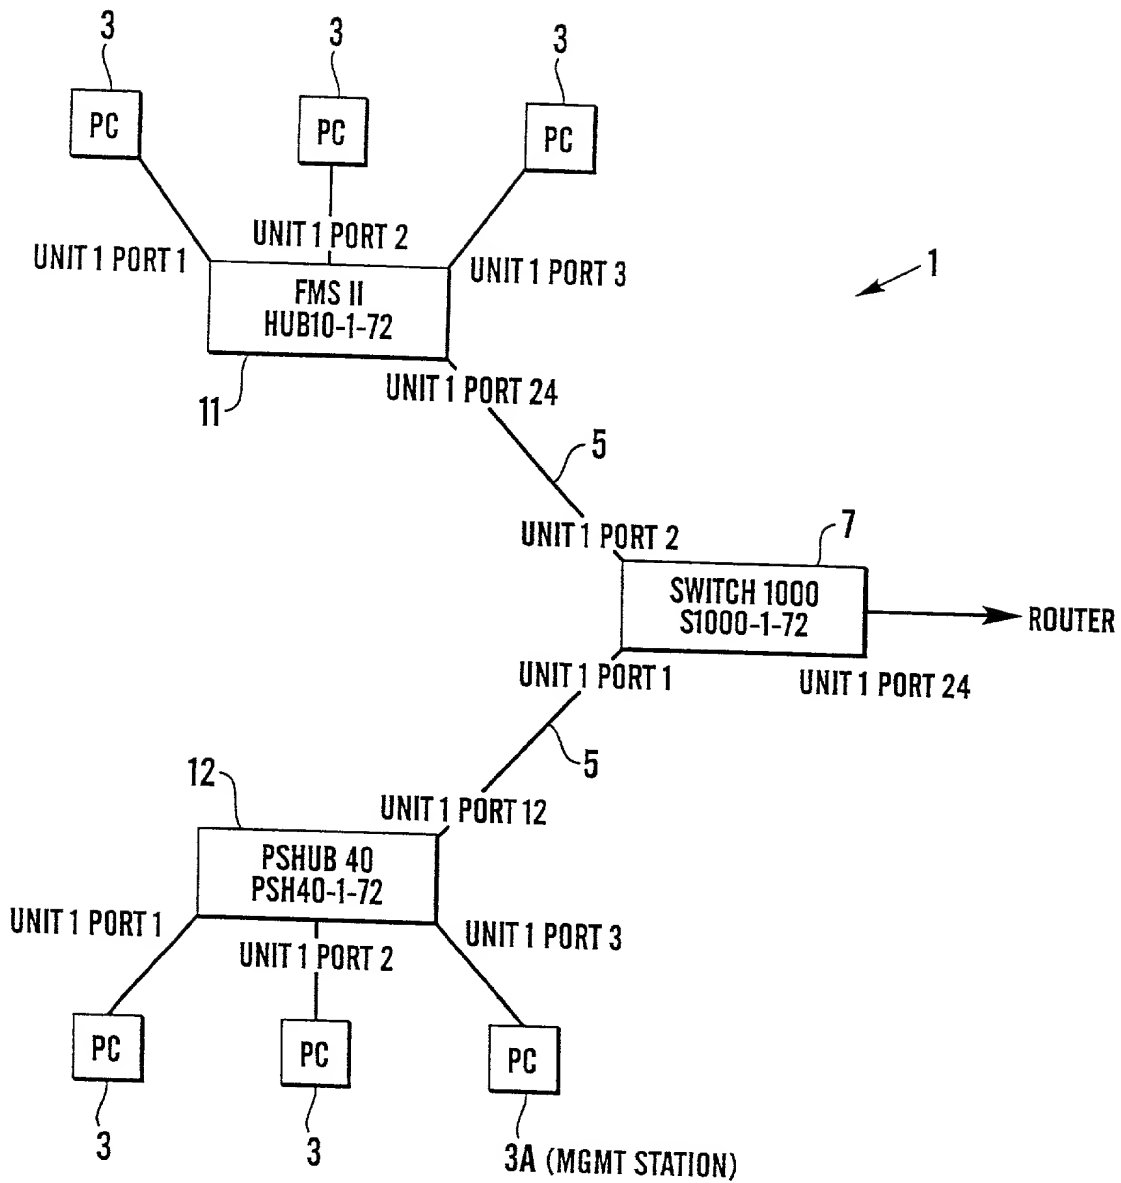 3
3
3
PC
PC
PC
UNIT 1 PORT 1
UNIT 1 PORT 2
UNIT 1 PORT 3
1
FMS II
HUB10-1-72
11
UNIT 1 PORT 24
5
UNIT 1 PORT 2
7
SWITCH 1000
S1000-1-72
ROUTER
UNIT 1 PORT 1
UNIT 1 PORT 24
5
12
UNIT 1 PORT 12
PSHUB 40
PSH40-1-72
UNIT 1 PORT 1
UNIT 1 PORT 2
UNIT 1 PORT 3
PC
PC
PC
3
3
3A (MGMT STATION)